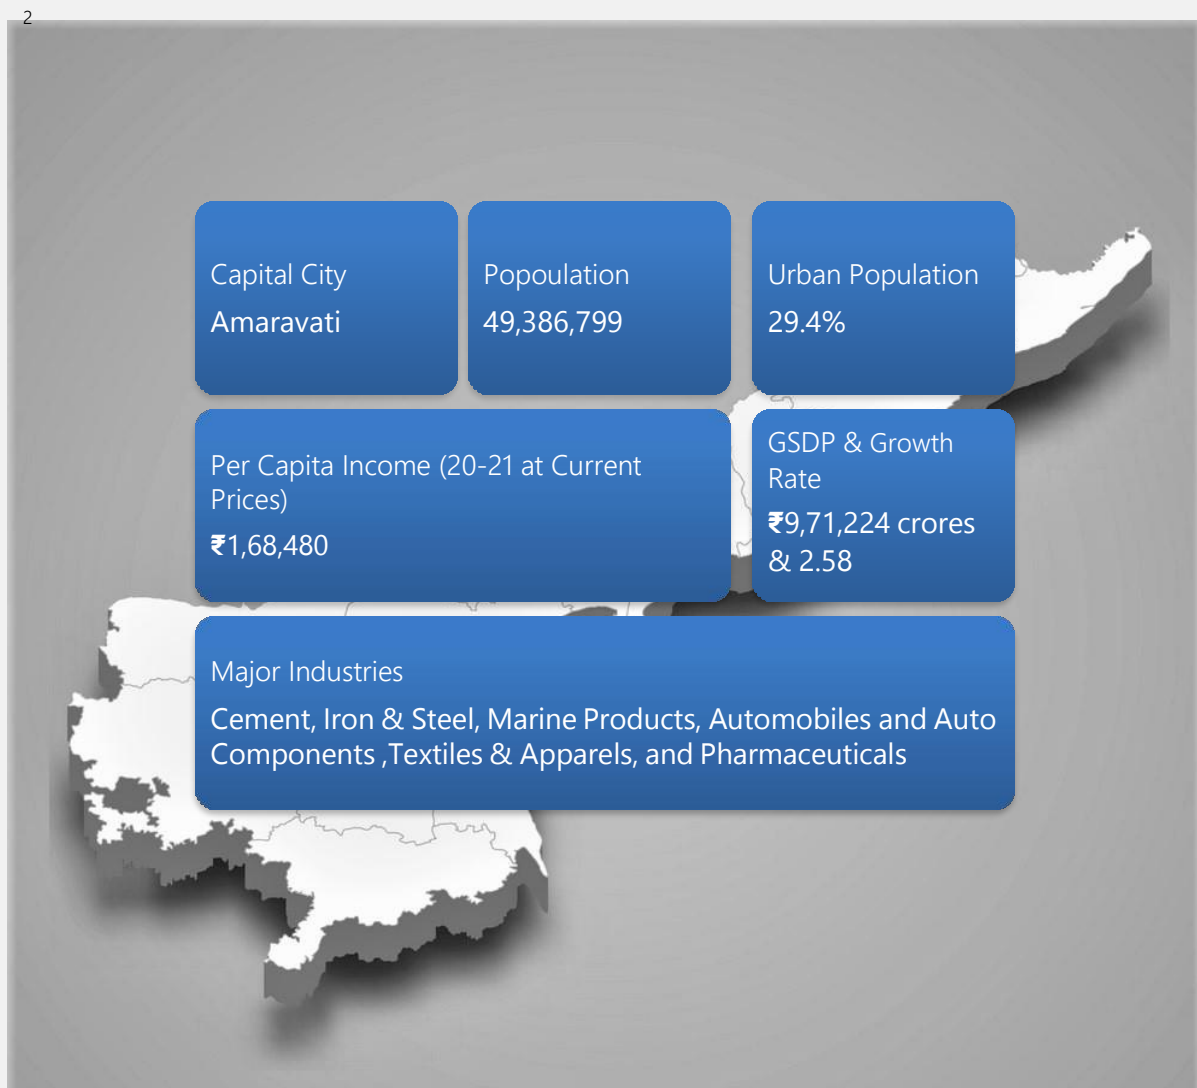 2
Capital City
Amaravati
Popoulation
49,386,799
Urban Population
29.4%
Per Capita Income (20-21 at Current
Prices)
₹1,68,480
GSDP & Growth
Rate
₹9,71,224 crores
& 2.58
Major Industries
Cement, Iron & Steel, Marine Products, Automobiles and Auto
Components ,Textiles & Apparels, and Pharmaceuticals